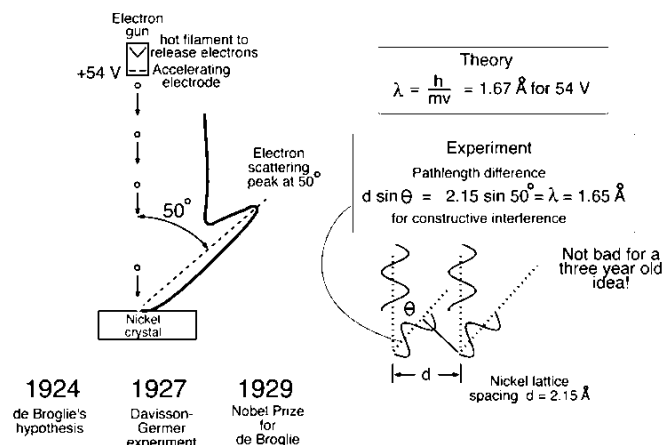 Electron
gun
hot filament to
release electrons
+54 V
Accelerating
electrode
Electron
scattering
peak at 50°
50°
Nickel
crystal
Theory
λ = h/mv = 1.67 Å for 54 V
Experiment
Pathlength difference
d sin θ = 2.15 sin 50° = λ = 1.65 Å
for constructive interference
Not bad for a
three year old
idea!
θ
d
Nickel lattice
spacing d = 2.15 Å
1924
de Broglie's
hypothesis
1927
Davisson-
Germer
experiment
1929
Nobel Prize
for
de Broglie